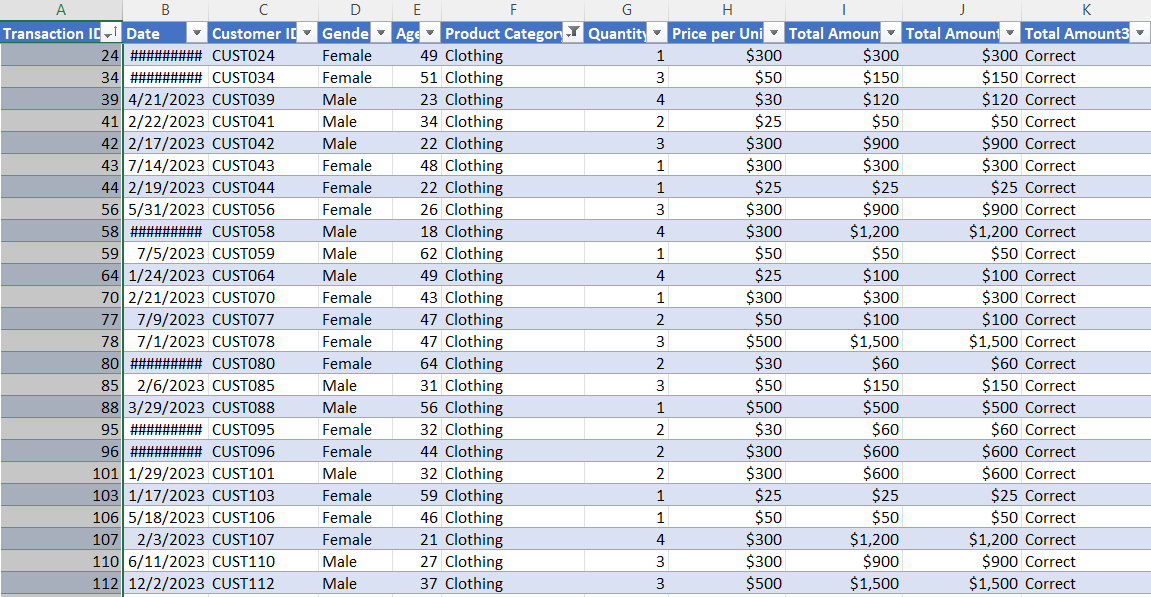 A B C D E F G H I J K
Transaction ID Date Customer ID Gende Age Product Category Quantity Price per Uni Total Amoun Total Amount Total Amount3
24 ######### CUST024 Female 49 Clothing 1 $300 $300 $300 Correct
34 ######### CUST034 Female 51 Clothing 3 $50 $150 $150 Correct
39 4/21/2023 CUST039 Male 23 Clothing 4 $30 $120 $120 Correct
41 2/22/2023 CUST041 Male 34 Clothing 2 $25 $50 $50 Correct
42 2/17/2023 CUST042 Male 22 Clothing 3 $300 $900 $900 Correct
43 7/14/2023 CUST043 Female 48 Clothing 1 $300 $300 $300 Correct
44 2/19/2023 CUST044 Female 22 Clothing 1 $25 $25 $25 Correct
56 5/31/2023 CUST056 Female 26 Clothing 3 $300 $900 $900 Correct
58 ######### CUST058 Male 18 Clothing 4 $300 $1,200 $1,200 Correct
59 7/5/2023 CUST059 Male 62 Clothing 1 $50 $50 $50 Correct
64 1/24/2023 CUST064 Male 49 Clothing 4 $25 $100 $100 Correct
70 2/21/2023 CUST070 Female 43 Clothing 1 $300 $300 $300 Correct
77 7/9/2023 CUST077 Female 47 Clothing 2 $50 $100 $100 Correct
78 7/1/2023 CUST078 Female 47 Clothing 3 $500 $1,500 $1,500 Correct
80 ######### CUST080 Female 64 Clothing 2 $30 $60 $60 Correct
85 2/6/2023 CUST085 Male 31 Clothing 3 $50 $150 $150 Correct
88 3/29/2023 CUST088 Male 56 Clothing 1 $500 $500 $500 Correct
95 ######### CUST095 Female 32 Clothing 2 $30 $60 $60 Correct
96 ######### CUST096 Female 44 Clothing 2 $300 $600 $600 Correct
101 1/29/2023 CUST101 Male 32 Clothing 2 $300 $600 $600 Correct
103 1/17/2023 CUST103 Female 59 Clothing 1 $25 $25 $25 Correct
106 5/18/2023 CUST106 Female 46 Clothing 1 $50 $50 $50 Correct
107 2/3/2023 CUST107 Female 21 Clothing 4 $300 $1,200 $1,200 Correct
110 6/11/2023 CUST110 Male 27 Clothing 3 $300 $900 $900 Correct
112 12/2/2023 CUST112 Male 37 Clothing 3 $500 $1,500 $1,500 Correct